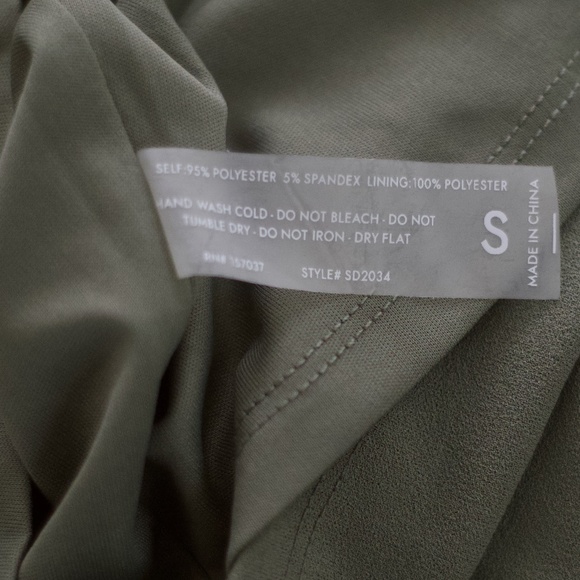 SELF:95% POLYESTER 5% SPANDEX LINING:100% POLYESTER
HAND WASH COLD - DO NOT BLEACH - DO NOT
TUMBLE DRY - DO NOT IRON - DRY FLAT
RN# 157037
STYLE# SD2034
S
MADE IN CHINA